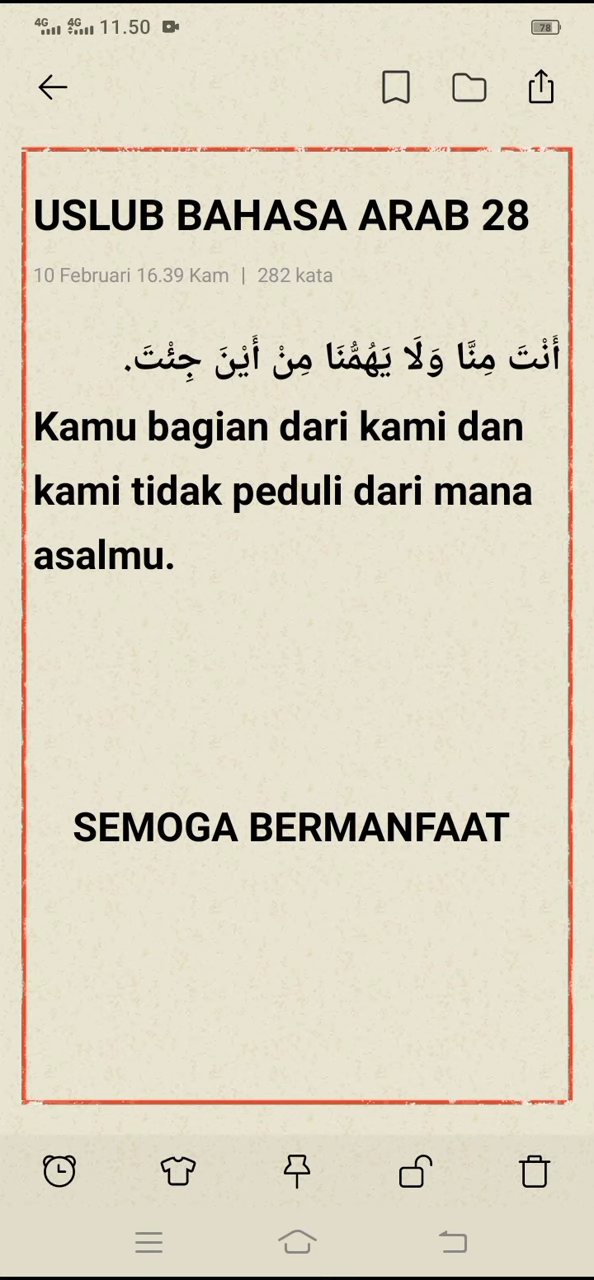 4G 4G 11.50 78
USLUB BAHASA ARAB 28
10 Februari 16.39 Kam | 282 kata
أَنْتَ مِنَّا وَلَا يَهُمُّنَا مِنْ أَيْنَ جِئْتَ.
Kamu bagian dari kami dan
kami tidak peduli dari mana
asalmu.
SEMOGA BERMANFAAT